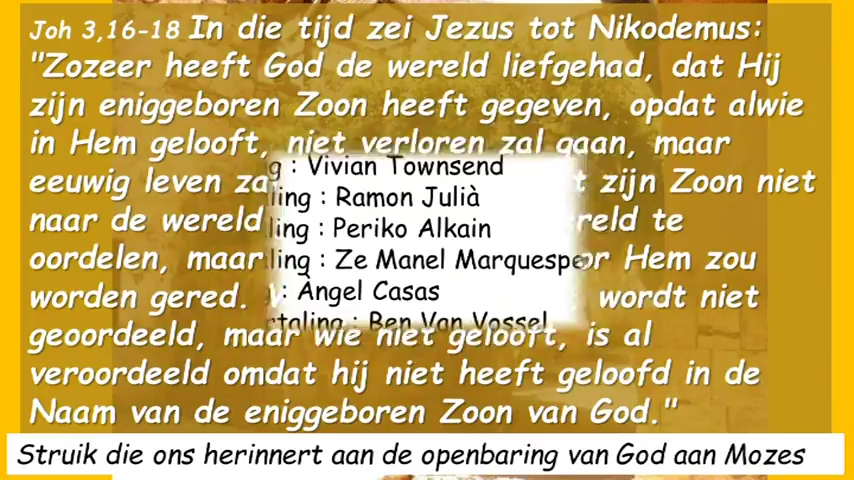 Joh 3,16-18 In die tijd zei Jezus tot Nikodemus:
"Zozeer heeft God de wereld liefgehad, dat Hij
zijn eniggeboren Zoon heeft gegeven, opdat alwie
in Hem gelooft, niet verloren zal gaan, maar
eeuwig leven za t zijn Zoon niet
naar de wereld reld te
oordelen, maar or Hem zou
worden gered. wordt niet
geoordeeld, maar wie niet gelooft, is al
veroordeeld omdat hij niet heeft geloofd in de
Naam van de eniggeboren Zoon van God."
g : Vivian Townsend
ling : Ramon Julià
ling : Periko Alkain
ling : Ze Manel Marquespe
: Àngel Casas
rtaling : Ben Van Vossel
Struik die ons herinnert aan de openbaring van God aan Mozes